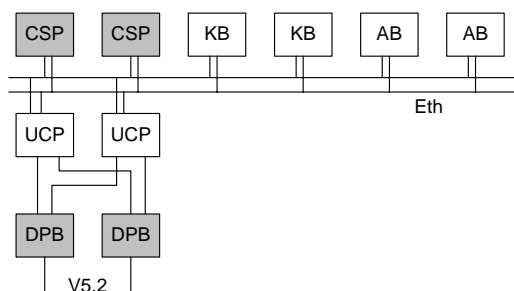 CSP CSP KB KB AB AB
Eth
UCP UCP
DPB DPB
V5.2